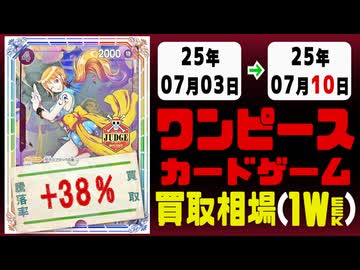 4
2000
JUDGE
買取
騰落率
+38%
25年
07月03日
25年
07月10日
ワンピース
カードゲーム
買取相場(1WEEK)